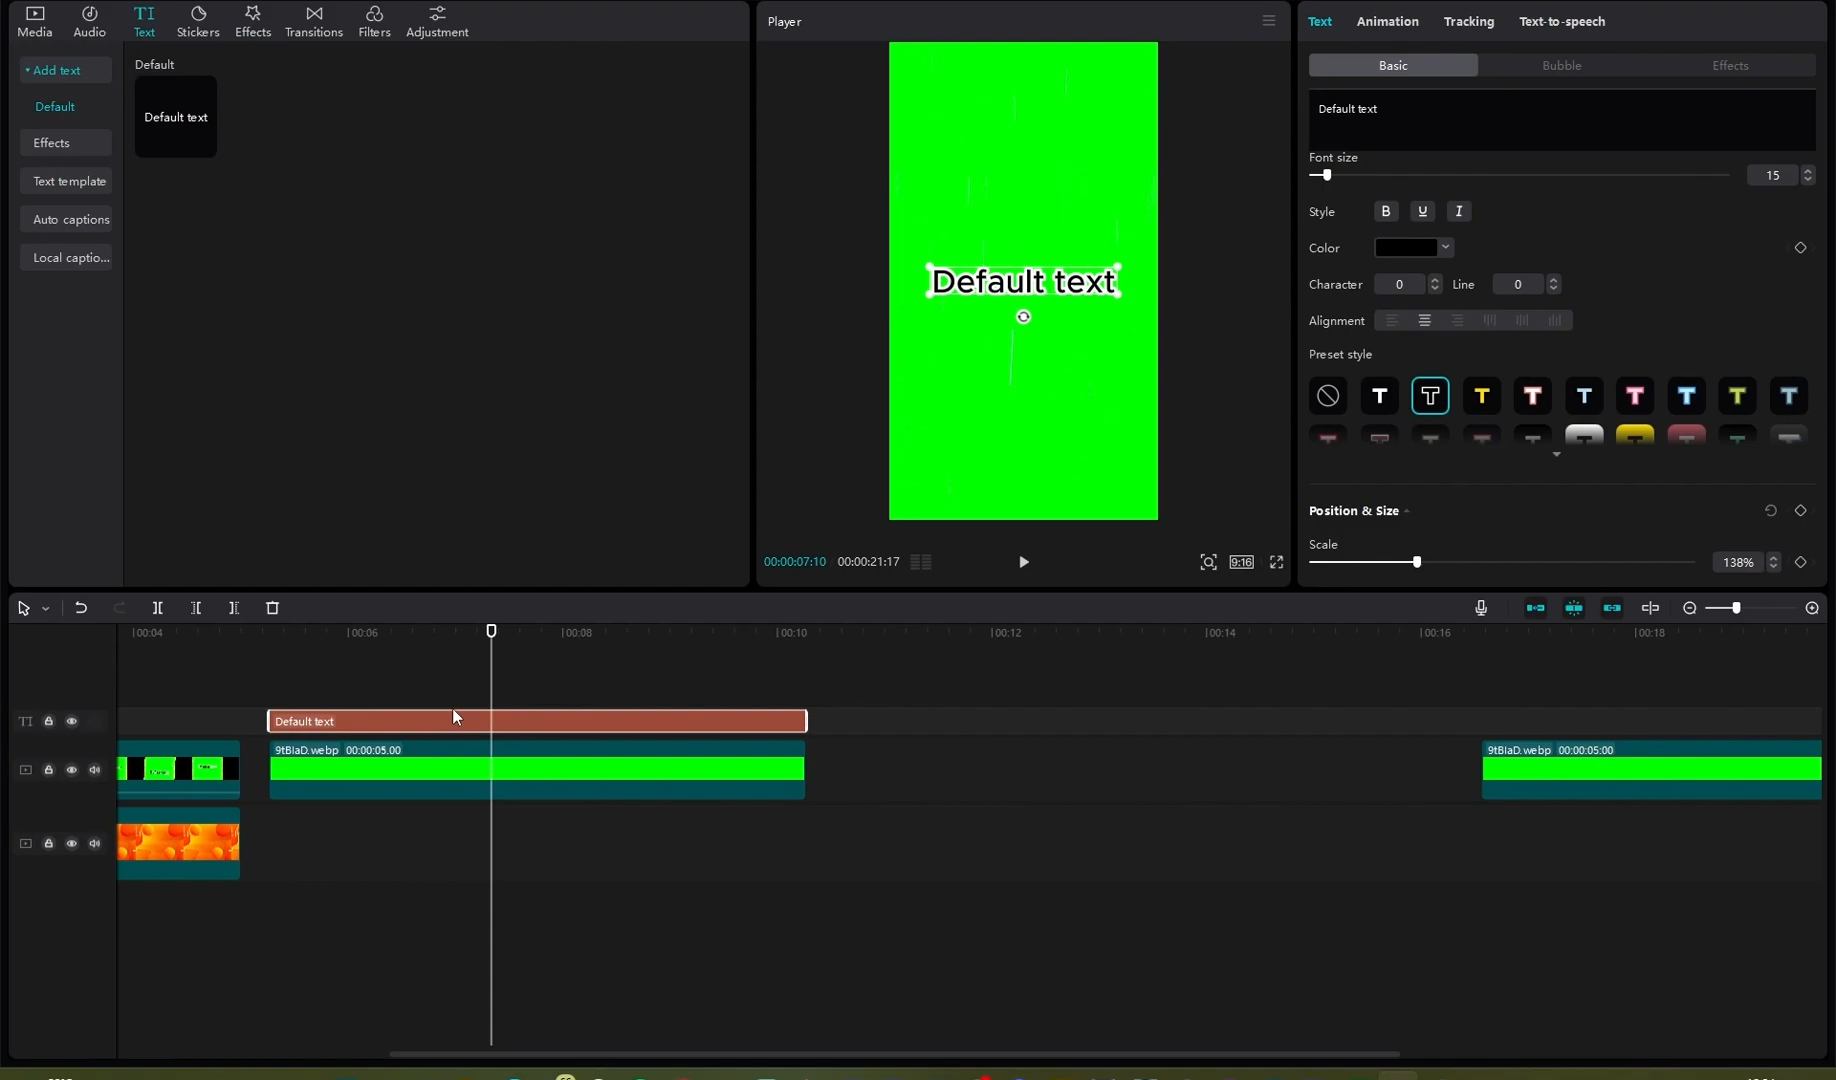 Media Audio TI Text Stickers Effects Transitions Filters Adjustment
Add text
Default
Effects
Text template
Auto captions
Local captio...
Default
Default text
Player
Default text
00:00:07:10 00:00:21:17
9:16
Text Animation Tracking Text-to-speech
Basic Bubble Effects
Default text
Font size
15
Style B U I
Color
Character 0 Line 0
Alignment
Preset style
T T T T T T T T T
Position & Size
Scale
138%
00:04 00:06 00:08 00:10 00:12 00:14 00:16 00:18
TI Default text
9tBlaD.webp 00:00:05:00
9tBlaD.webp 00:00:05:00